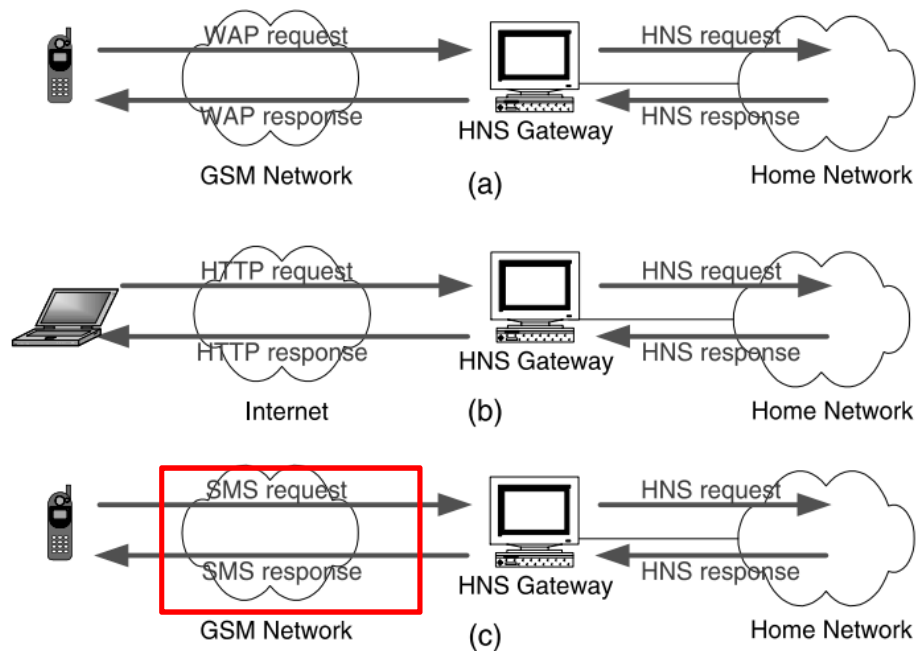 WAP request
HNS request
WAP response
HNS response
HNS Gateway
GSM Network
Home Network
(a)
HTTP request
HNS request
HTTP response
HNS response
HNS Gateway
Internet
Home Network
(b)
SMS request
HNS request
SMS response
HNS response
HNS Gateway
GSM Network
Home Network
(c)